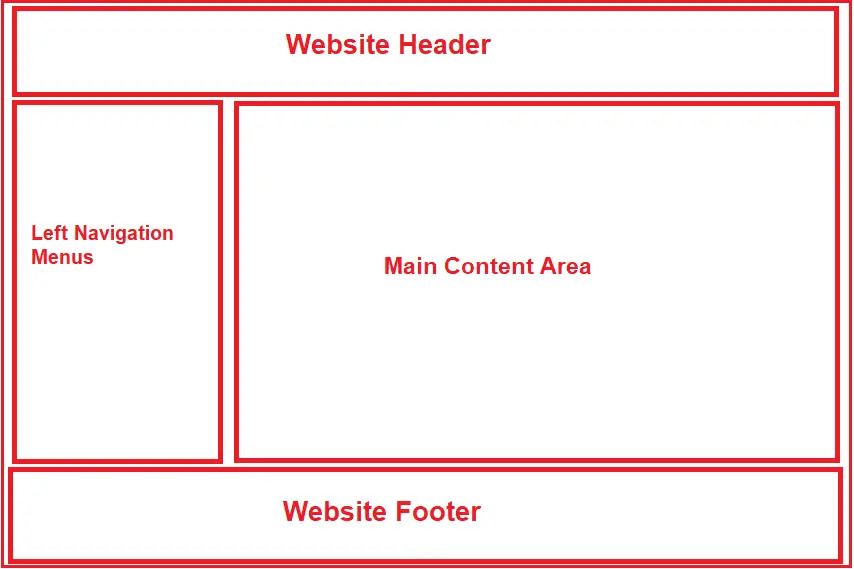 Website Header
Left Navigation
Menus
Main Content Area
Website Footer